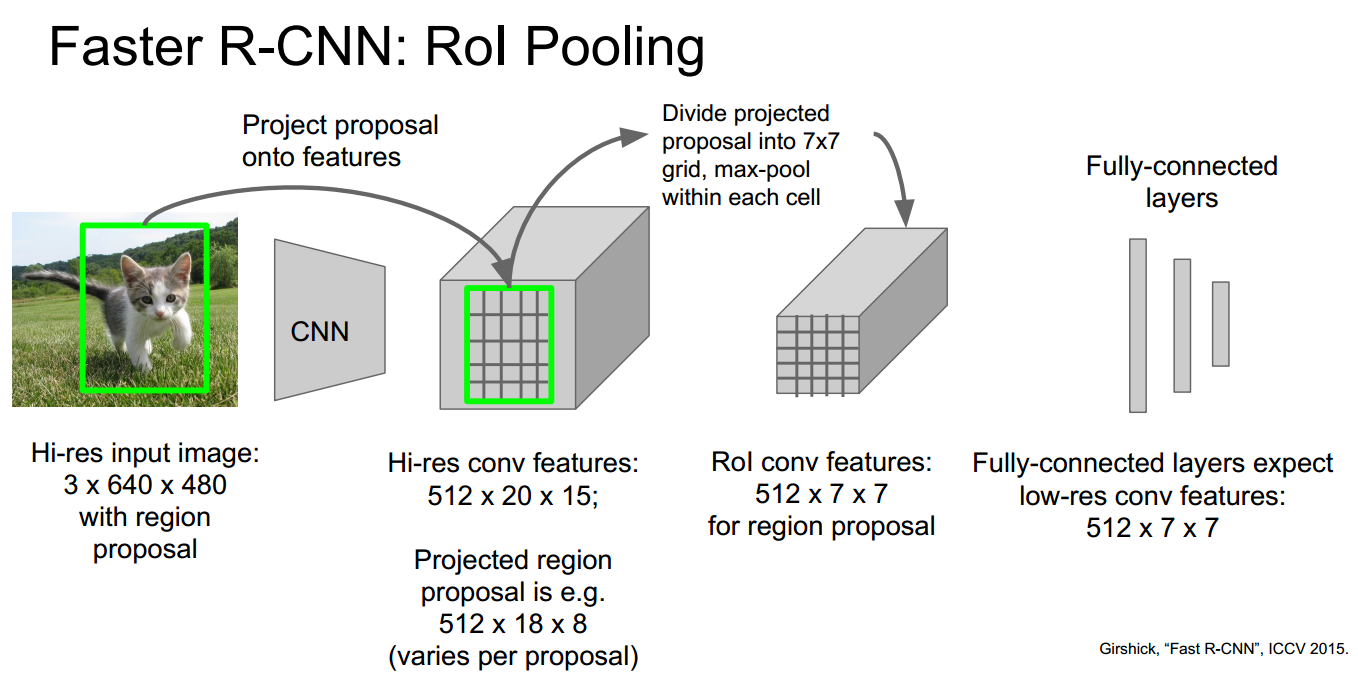 Faster R-CNN: RoI Pooling
Project proposal
onto features
Divide projected
proposal into 7x7
grid, max-pool
within each cell
Fully-connected
layers
CNN
Hi-res input image:
3 x 640 x 480
with region
proposal
Hi-res conv features:
512 x 20 x 15;
Projected region
proposal is e.g.
512 x 18 x 8
(varies per proposal)
RoI conv features:
512 x 7 x 7
for region proposal
Fully-connected layers expect
low-res conv features:
512 x 7 x 7
Girshick, “Fast R-CNN”, ICCV 2015.